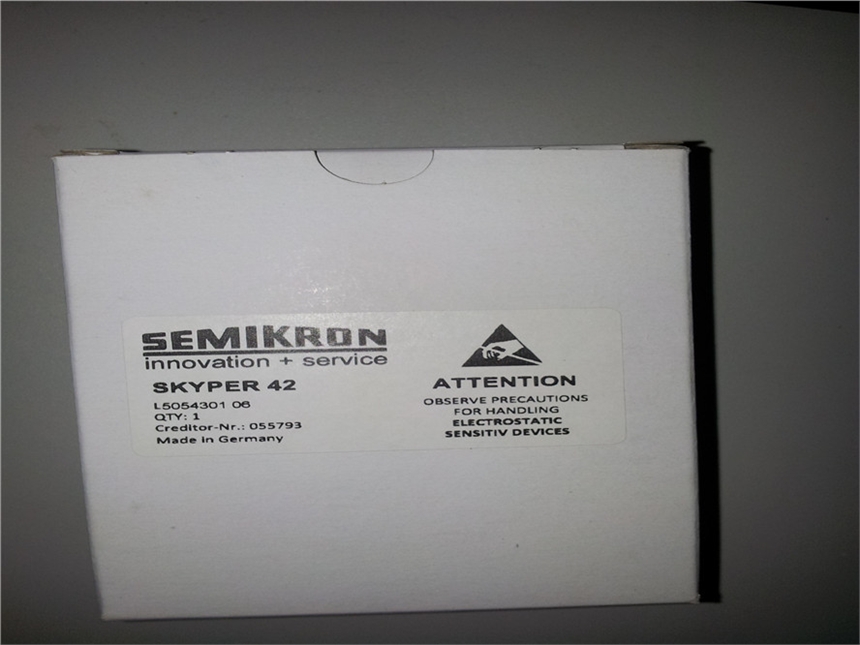 SEMIKRON
innovation + service
SKYPER 42
L5054301 06
QTY: 1
Creditor-Nr.: 055793
Made in Germany
ATTENTION
OBSERVE PRECAUTIONS
FOR HANDLING
ELECTROSTATIC
SENSITIV DEVICES